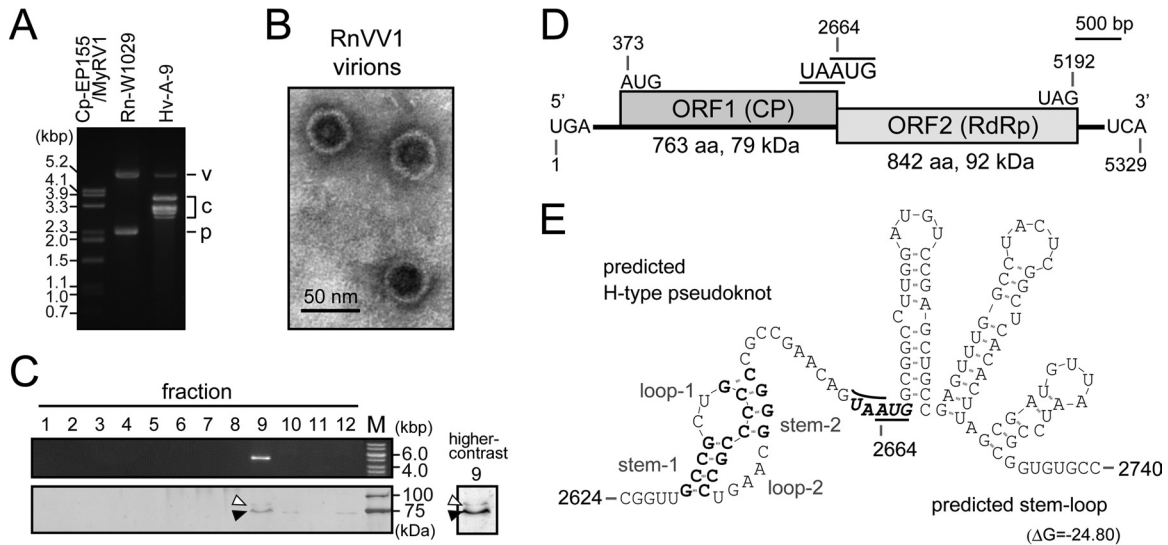 A
Cp-EP155
/MyRV1
Rn-W1029
Hv-A-9
(kbp)
5.2
4.1
3.9
3.3
2.3
2.0
1.5
1.1
1.0
0.7
v
c
p
B
RnVV1
virions
50 nm
C
fraction
1 2 3 4 5 6 7 8 9 10 11 12 M (kbp)
6.0
4.0
100
75
(kDa)
higher-
contrast
9
D
373
AUG
2664
UAAUG
500 bp
5192
UAG
5’
UGA
1
ORF1 (CP)
763 aa, 79 kDa
ORF2 (RdRp)
842 aa, 92 kDa
3’
UCA
5329
E
predicted
H-type pseudoknot
loop-1
stem-1
stem-2
loop-2
2624
CGGUU
UAAUG
2664
GUGUGCC
2740
predicted stem-loop
(ΔG=-24.80)